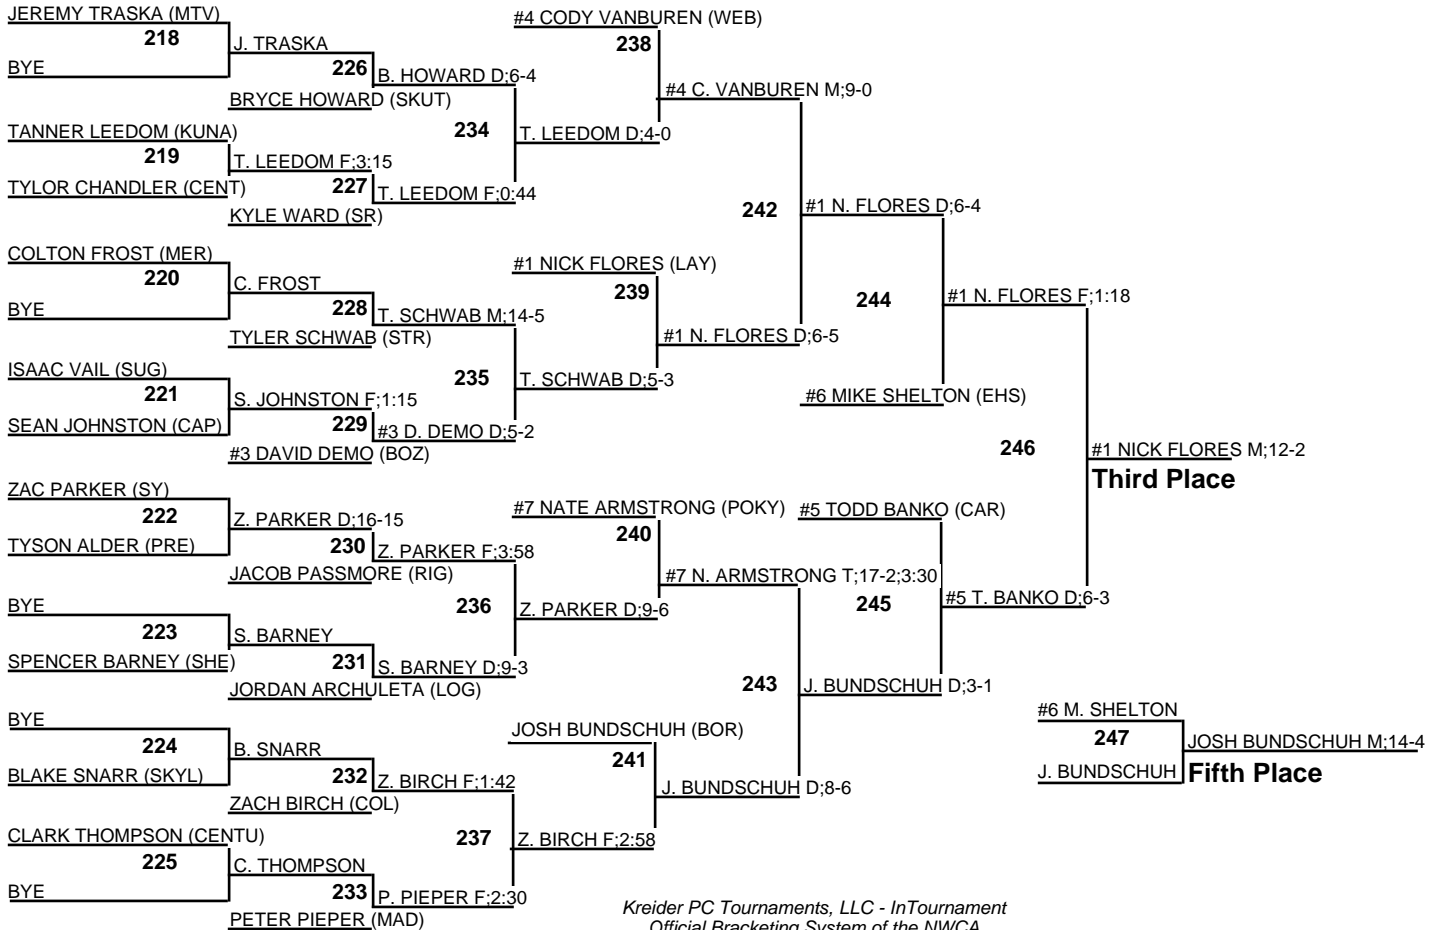 JEREMY TRASKA (MTV)
218
BYE
J. TRASKA
226
BRYCE HOWARD (SKUT)
B. HOWARD D;6-4
TANNER LEEDOM (KUNA)
219
TYLOR CHANDLER (CENT)
T. LEEDOM F;3:15
227
KYLE WARD (SR)
T. LEEDOM F;0:44
234
T. LEEDOM D;4-0
#4 CODY VANBUREN (WEB)
238
#4 C. VANBUREN M;9-0
COLTON FROST (MER)
220
BYE
C. FROST
228
TYLER SCHWAB (STR)
T. SCHWAB M;14-5
ISAAC VAIL (SUG)
221
SEAN JOHNSTON (CAP)
S. JOHNSTON F;1:15
229
#3 DAVID DEMO (BOZ)
#3 D. DEMO D;5-2
235
T. SCHWAB D;5-3
#1 NICK FLORES (LAY)
239
#1 N. FLORES D;6-5
242
#1 N. FLORES D;6-4
244
#6 MIKE SHELTON (EHS)
#1 N. FLORES F;1:18
ZAC PARKER (SY)
222
TYSON ALDER (PRE)
Z. PARKER D;16-15
230
JACOB PASSMORE (RIG)
Z. PARKER F;3:58
BYE
223
SPENCER BARNEY (SHE)
S. BARNEY
231
JORDAN ARCHULETA (LOG)
S. BARNEY D;9-3
236
Z. PARKER D;9-6
#7 NATE ARMSTRONG (POKY)
240
#7 N. ARMSTRONG T;17-2;3:30
BYE
224
BLAKE SNARR (SKYL)
B. SNARR
232
ZACH BIRCH (COL)
Z. BIRCH F;1:42
CLARK THOMPSON (CENTU)
225
BYE
C. THOMPSON
233
PETER PIEPER (MAD)
P. PIEPER F;2:30
237
Z. BIRCH F;2:58
JOSH BUNDSCHUH (BOR)
241
J. BUNDSCHUH D;8-6
243
J. BUNDSCHUH D;3-1
#5 TODD BANKO (CAR)
245
#5 T. BANKO D;6-3
246
#1 NICK FLORES M;12-2
Third Place
#6 M. SHELTON
247
J. BUNDSCHUH
JOSH BUNDSCHUH M;14-4
Fifth Place
Kreider PC Tournaments, LLC - InTournament
Official Bracketing System of the NWCA